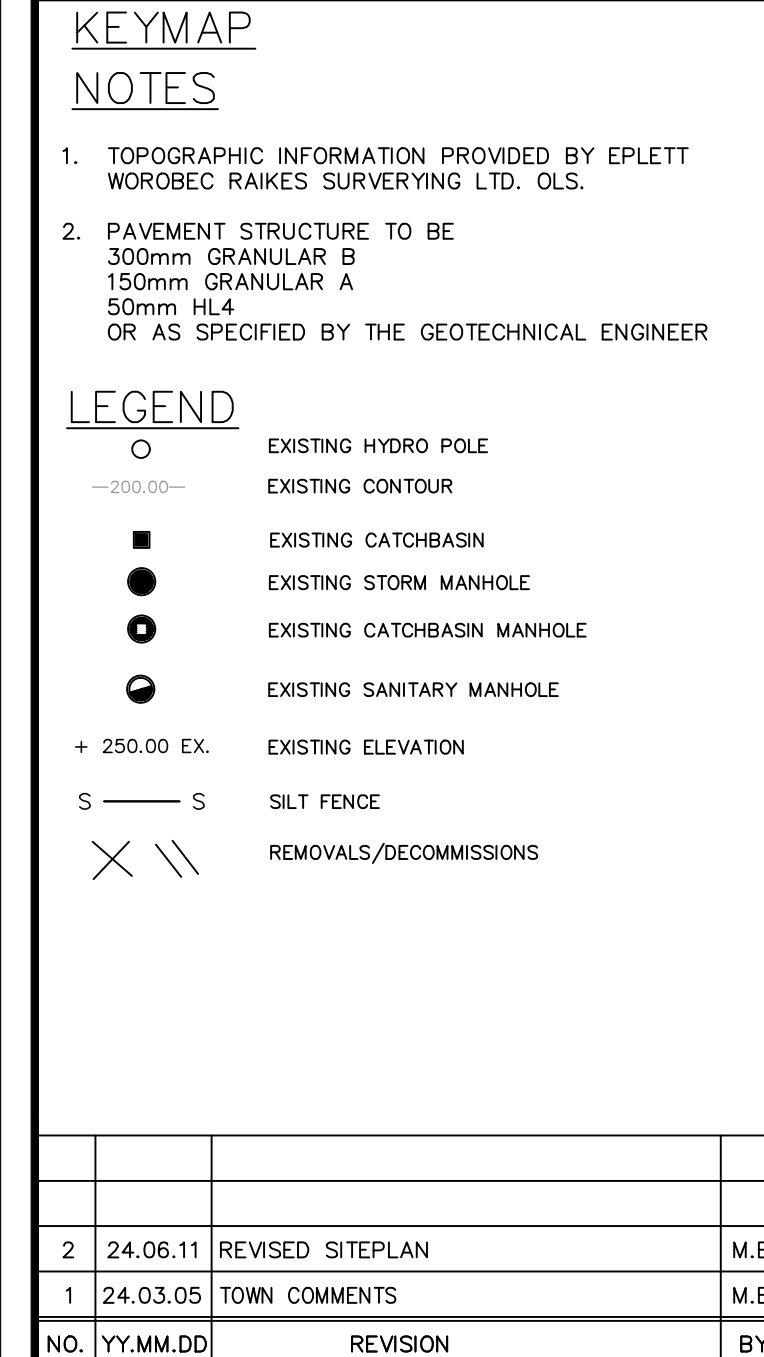 KEYMAP
NOTES
1. TOPOGRAPHIC INFORMATION PROVIDED BY EPLETT
WOROBEC RAIKES SURVERYING LTD. OLS.
2. PAVEMENT STRUCTURE TO BE
300mm GRANULAR B
150mm GRANULAR A
50mm HL4
OR AS SPECIFIED BY THE GEOTECHNICAL ENGINEER
LEGEND
EXISTING HYDRO POLE
—200.00— EXISTING CONTOUR
EXISTING CATCHBASIN
EXISTING STORM MANHOLE
EXISTING CATCHBASIN MANHOLE
EXISTING SANITARY MANHOLE
+ 250.00 EX. EXISTING ELEVATION
S S SILT FENCE
REMOVALS/DECOMMISSIONS
2 24.06.11 REVISED SITEPLAN M.
1 24.03.05 TOWN COMMENTS M.
NO. YY.MM.DD REVISION BY